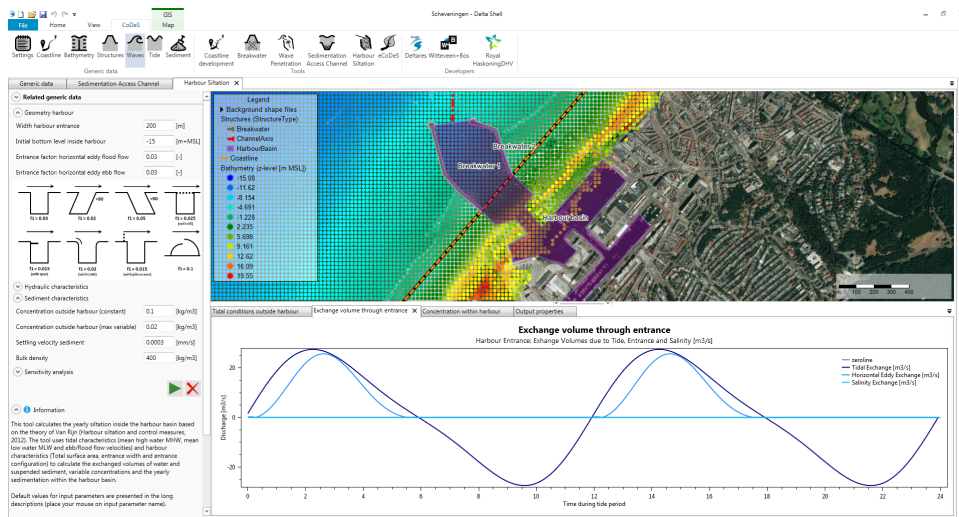 Scheveningen - Delta Shell
GIS
File Home View CoDeS Map
Settings Coastline Bathymetry Structures Waves Tide Sediment
Generic data
Coastline development
Breakwater
Wave Penetration
Sedimentation Access Channel
Harbour Siltation
eCoDeS
Tools
Deltares Witteveen+Bos
Royal HaskoningDHV
Developers
Generic data Sedimentation Access Channel Harbour Siltation X
Related generic data
Geometry harbour
Width harbour entrance 200 [m]
Initial bottom level inside harbour -15 [m+MSL]
Entrance factor: horizontal eddy flood flow 0.03 [-]
Entrance factor: horizontal eddy ebb flow 0.03 [-]
<90 >90
f1 = 0.03 f1 = 0.02 f1 = 0.05 f1 = 0.025
f1 = 0.015 f1 = 0.02 f1 = 0.015 f1 = 0.1
Hydraulic characteristics
Sediment characteristics
Concentration outside harbour (constant) 0.1 [kg/m3]
Concentration outside harbour (max variable) 0.02 [kg/m3]
Settling velocity sediment 0.0003 [mm/s]
Bulk density 400 [kg/m3]
Sensitivity analysis
Information
This tool calculates the yearly siltation inside the harbour basin based
on the theory of Van Rijn (Harbour siltation and control measures,
2012). The tool uses tidal characteristics (mean high water MHW, mean
low water MLW and ebb/flood flow velocities) and harbour
characteristics (Total surface area, entrance width and entrance
configuration) to calculate the exchanged volumes of water and
suspended sediment, variable concentrations and the yearly
sedimentation within the harbour basin.
Default values for input parameters are presented in the long
descriptions (place your mouse on input parameter name).
Legend
Background shape files
Structures (StructureType)
Breakwater
ChannelAxis
HarbourBasin
Coastline
Bathymetry (z-level [m MSL])
-15.08
-11.62
-8.154
-4.691
-1.228
2.235
5.698
9.161
12.62
16.09
19.55
Breakwater 2
Breakwater 1
Harbour basin
m 100 200 300 400
Tidal conditions outside harbour Exchange volume through entrance X Concentration within harbour Output properties
Exchange volume through entrance
Harbour Entrance: Exhange Volumes due to Tide, Entrance and Salinity [m3/s]
zeroline
Tidal Exchange [m3/s]
Horizontal Eddy Exchange [m3/s]
Salinity Exchange [m3/s]
Discharge [m3/s]
20
0
-20
0 2 4 6 8 10 12 14 16 18 20 22 24
Time during tide period